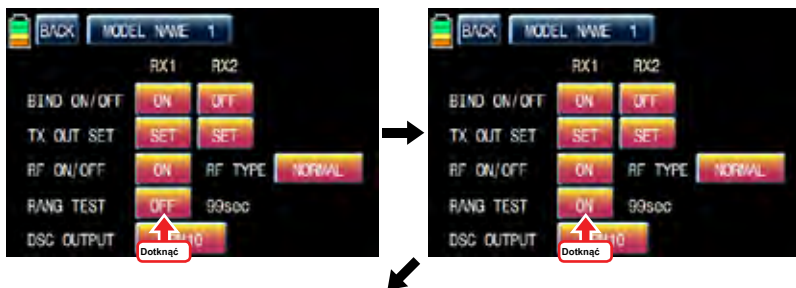 BACK MODEL NAME 1
RX1 RX2
BIND ON/OFF ON OFF
TX OUT SET SET SET
RF ON/OFF ON RF TYPE NORMAL
RANG TEST OFF 99sec
DSC OUTPUT 10
Dotknąć
BACK MODEL NAME 1
RX1 RX2
BIND ON/OFF ON OFF
TX OUT SET SET SET
RF ON/OFF ON RF TYPE NORMAL
RANG TEST ON 99sec
DSC OUTPUT 10
Dotknąć